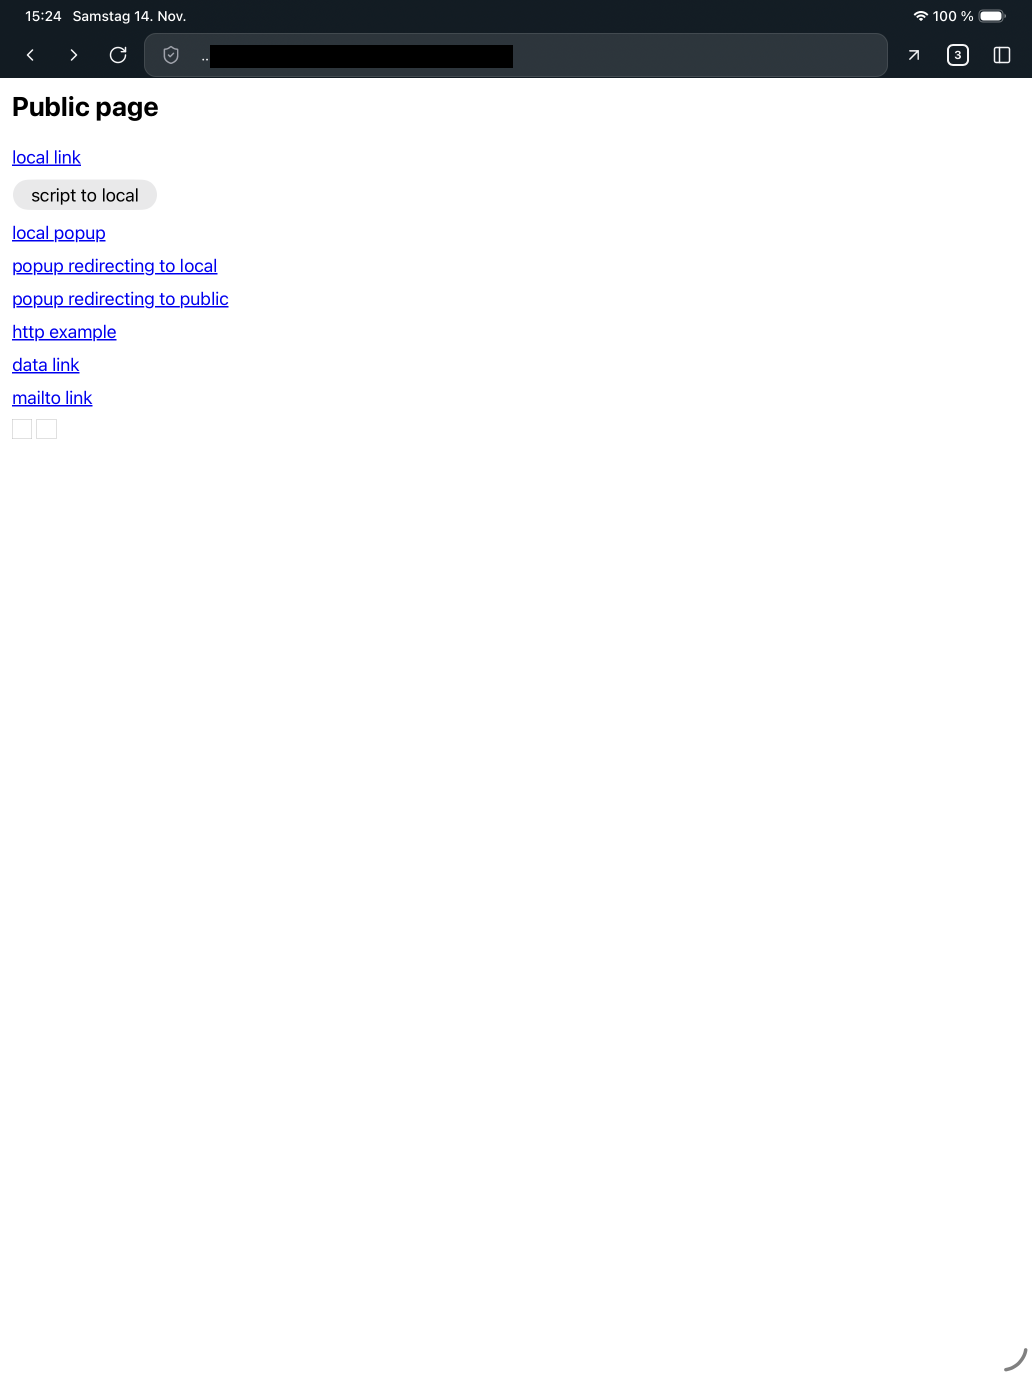 15:24 Samstag 14. Nov. 100 %
.. 3
Public page
local link
script to local
local popup
popup redirecting to local
popup redirecting to public
http example
data link
mailto link